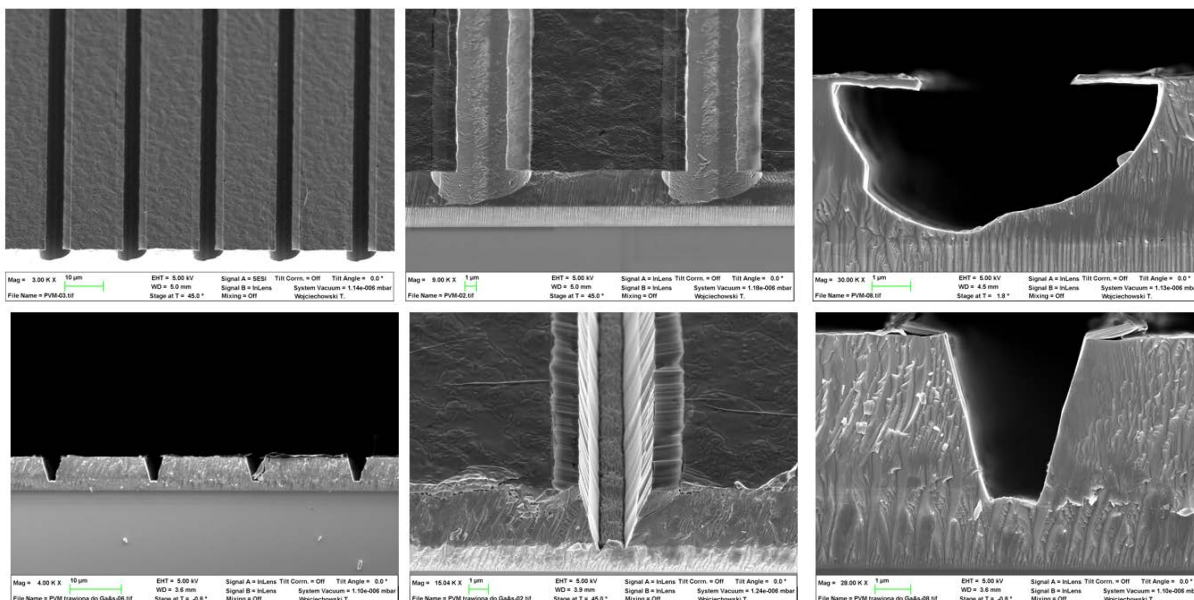 Mag = 3.00 K X 10 µm EHT = 5.00 kV Signal A = SESI Tilt Corrn. = Off Tilt Angle = 0.0 °
WD = 5.0 mm Signal B = InLens System Vacuum = 1.14e-006 mbar
File Name = PVM-03.tif Stage at T = 45.0 ° Mixing = Off Wojciechowski T.
Mag = 9.00 K X 1 µm EHT = 5.00 kV Signal A = InLens Tilt Corrn. = Off Tilt Angle = 0.0 °
WD = 5.0 mm Signal B = InLens System Vacuum = 1.18e-006 mbar
File Name = PVM-02.tif Stage at T = 45.0 ° Mixing = Off Wojciechowski T.
Mag = 30.00 K X 1 µm EHT = 5.00 kV Signal A = InLens Tilt Corrn. = Off Tilt Angle = 0.0 °
WD = 4.5 mm Signal B = InLens System Vacuum = 1.13e-006 mbar
File Name = PVM-08.tif Stage at T = 1.8 ° Mixing = Off Wojciechowski T.
Mag = 4.00 K X 10 µm EHT = 5.00 kV Signal A = InLens Tilt Corrn. = Off Tilt Angle = 0.0 °
WD = 3.6 mm Signal B = InLens System Vacuum = 1.10e-006 mbar
File Name = PVM trawiona do GaAs-06.tif Stage at T = -0.8 ° Mixing = Off Wojciechowski T.
Mag = 15.04 K X 1 µm EHT = 5.00 kV Signal A = InLens Tilt Corrn. = Off Tilt Angle = 0.0 °
WD = 3.9 mm Signal B = InLens System Vacuum = 1.24e-006 mbar
File Name = PVM trawiona do GaAs-02.tif Stage at T = 45.0 ° Mixing = Off Wojciechowski T.
Mag = 28.00 K X 1 µm EHT = 5.00 kV Signal A = InLens Tilt Corrn. = Off Tilt Angle = 0.0 °
WD = 3.6 mm Signal B = InLens System Vacuum = 1.10e-006 mbar
File Name = PVM trawiona do GaAs-08.tif Stage at T = -0.8 ° Mixing = Off Wojciechowski T.